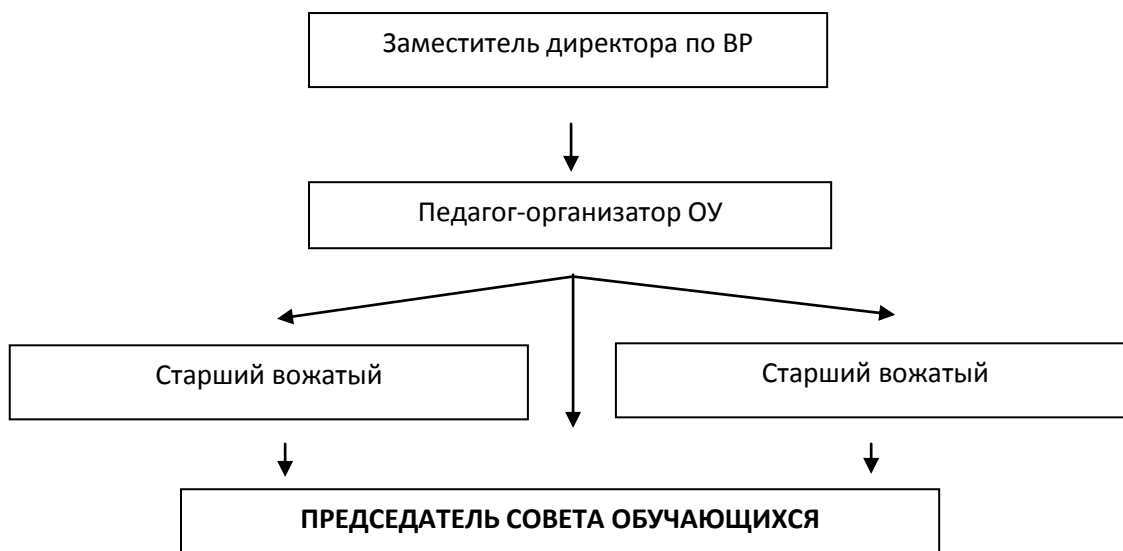 Заместитель директора по ВР
Педагог-организатор ОУ
Старший вожатый
Старший вожатый
ПРЕДСЕДАТЕЛЬ СОВЕТА ОБУЧАЮЩИХСЯ